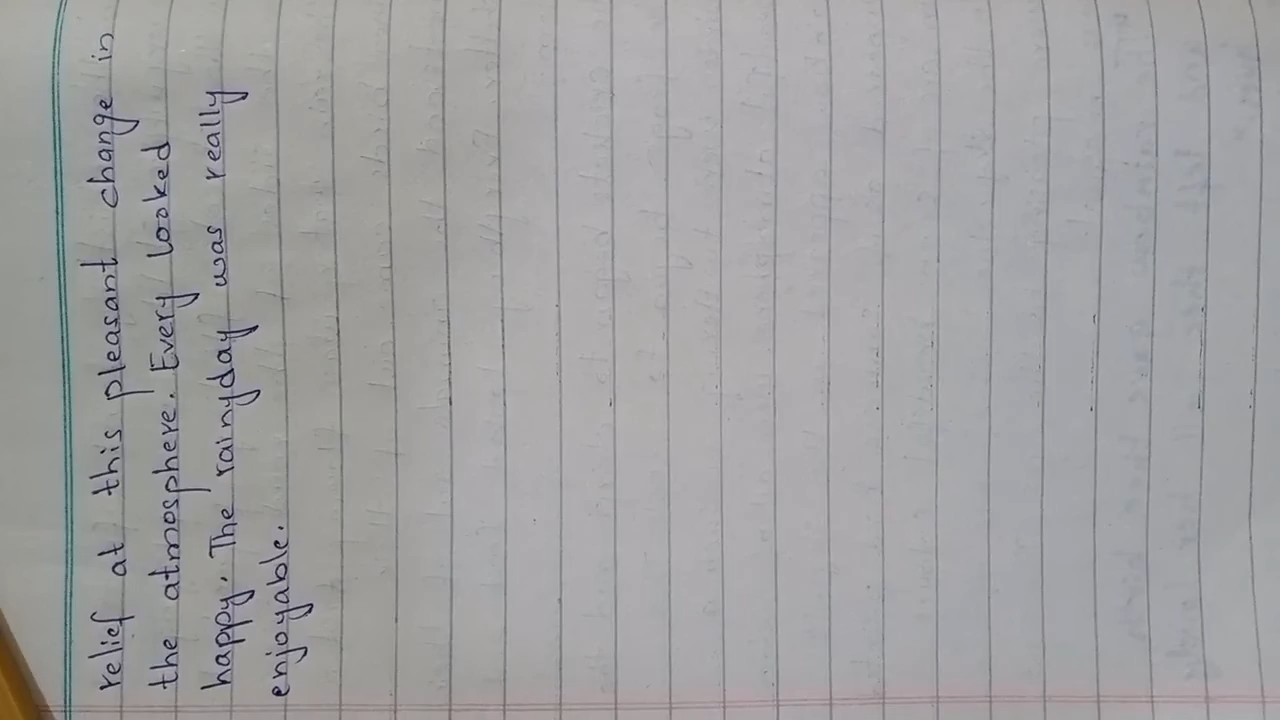 relief at this pleasant change in
the atmosphere. Every looked
happy. The rainyday was really
enjoyable.